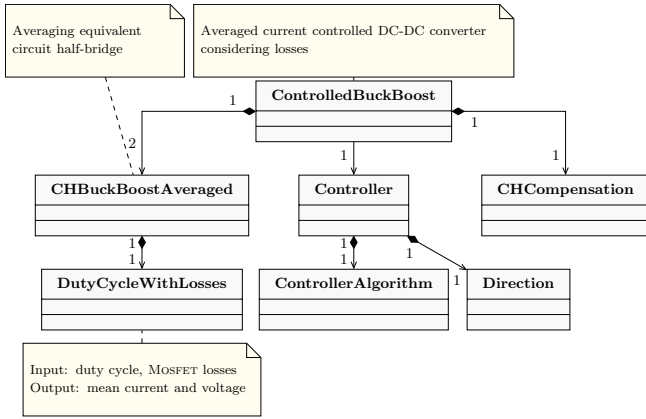 Averaging equivalent
circuit half-bridge
Averaged current controlled DC-DC converter
considering losses
ControlledBuckBoost
1
1
2
1
1
CHBuckBoostAveraged
Controller
CHCompensation
1
1
1
1
1
1
DutyCycleWithLosses
ControllerAlgorithm
Direction
Input: duty cycle, MOSFET losses
Output: mean current and voltage